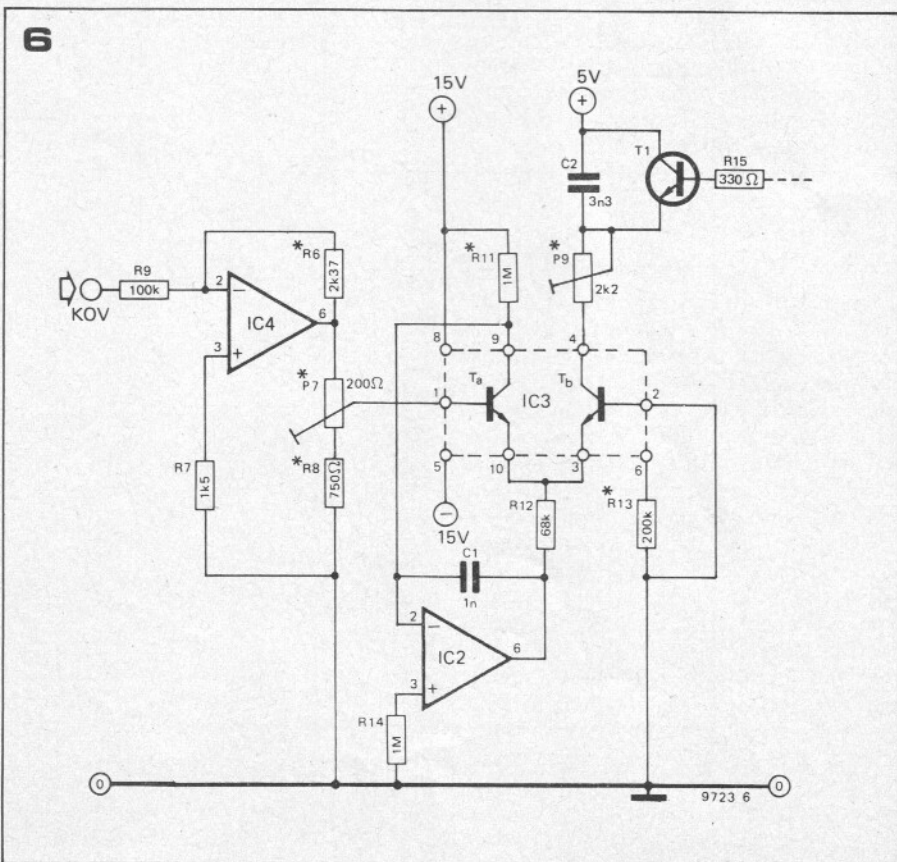 6
15V
+
5V
+
T1
R15
330 Ω
C2
3n3
*
R11
1M
*
P9
2k2
*
R6
2k37
R9
100k
KOV
2
−
IC4
6
3
+
8
9
4
*
P7
200Ω
1
Ta
IC3
Tb
2
*
R8
750Ω
R7
1k5
5
10
3
6
−
15V
R12
68k
*
R13
200k
C1
1n
2
−
IC2
6
3
+
R14
1M
0
9723 6
0